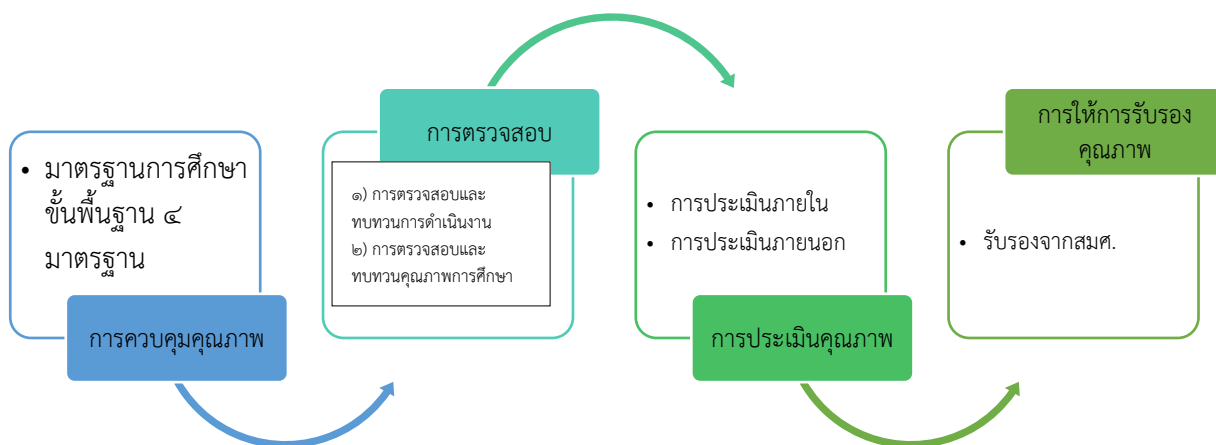 • มาตรฐานการศึกษา
ขั้นพื้นฐาน ๔
มาตรฐาน
การควบคุมคุณภาพ
การตรวจสอบ
๑) การตรวจสอบและ
ทบทวนการดำเนินงาน
๒) การตรวจสอบและ
ทบทวนคุณภาพการศึกษา
• การประเมินภายใน
• การประเมินภายนอก
การประเมินคุณภาพ
การให้การรับรอง
คุณภาพ
• รับรองจากสมศ.